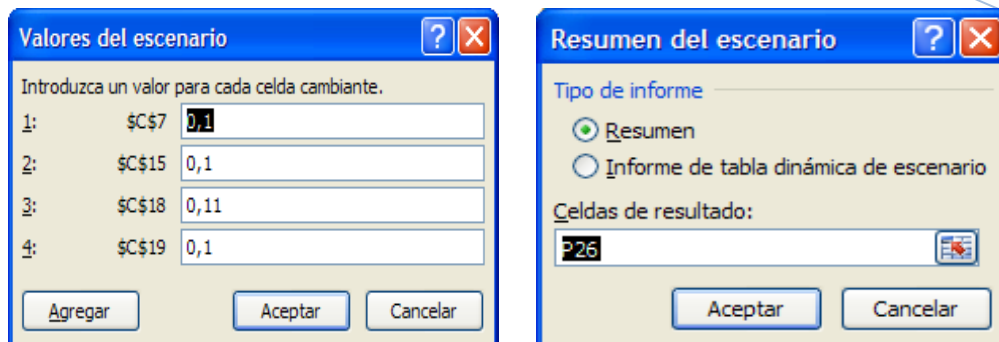 Valores del escenario
Introduzca un valor para cada celda cambiante.
1: $C$7 0,1
2: $C$15 0,1
3: $C$18 0,11
4: $C$19 0,1
Agregar Aceptar Cancelar
Resumen del escenario
Tipo de informe
Resumen
Informe de tabla dinámica de escenario
Celdas de resultado:
P26
Aceptar Cancelar